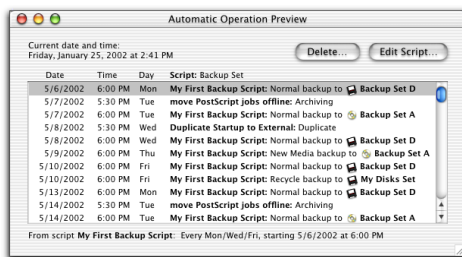 Automatic Operation Preview
Current date and time:
Friday, January 25, 2002 at 2:41 PM
Delete... Edit Script...
Date Time Day Script: Backup Set
5/6/2002 6:00 PM Mon My First Backup Script: Normal backup to Backup Set D
5/7/2002 5:30 PM Tue move PostScript jobs offline: Archiving
5/7/2002 6:00 PM Tue My First Backup Script: Normal backup to Backup Set A
5/8/2002 5:30 PM Wed Duplicate Startup to External: Duplicate
5/8/2002 6:00 PM Wed My First Backup Script: Normal backup to Backup Set D
5/9/2002 6:00 PM Thu My First Backup Script: New Media backup to Backup Set A
5/10/2002 6:00 PM Fri My First Backup Script: Normal backup to Backup Set D
5/10/2002 6:00 PM Fri My First Backup Script: Recycle backup to My Disks Set
5/13/2002 6:00 PM Mon My First Backup Script: Normal backup to Backup Set D
5/14/2002 5:30 PM Tue move PostScript jobs offline: Archiving
5/14/2002 6:00 PM Tue My First Backup Script: Normal backup to Backup Set A
From script My First Backup Script: Every Mon/Wed/Fri, starting 5/6/2002 at 6:00 PM